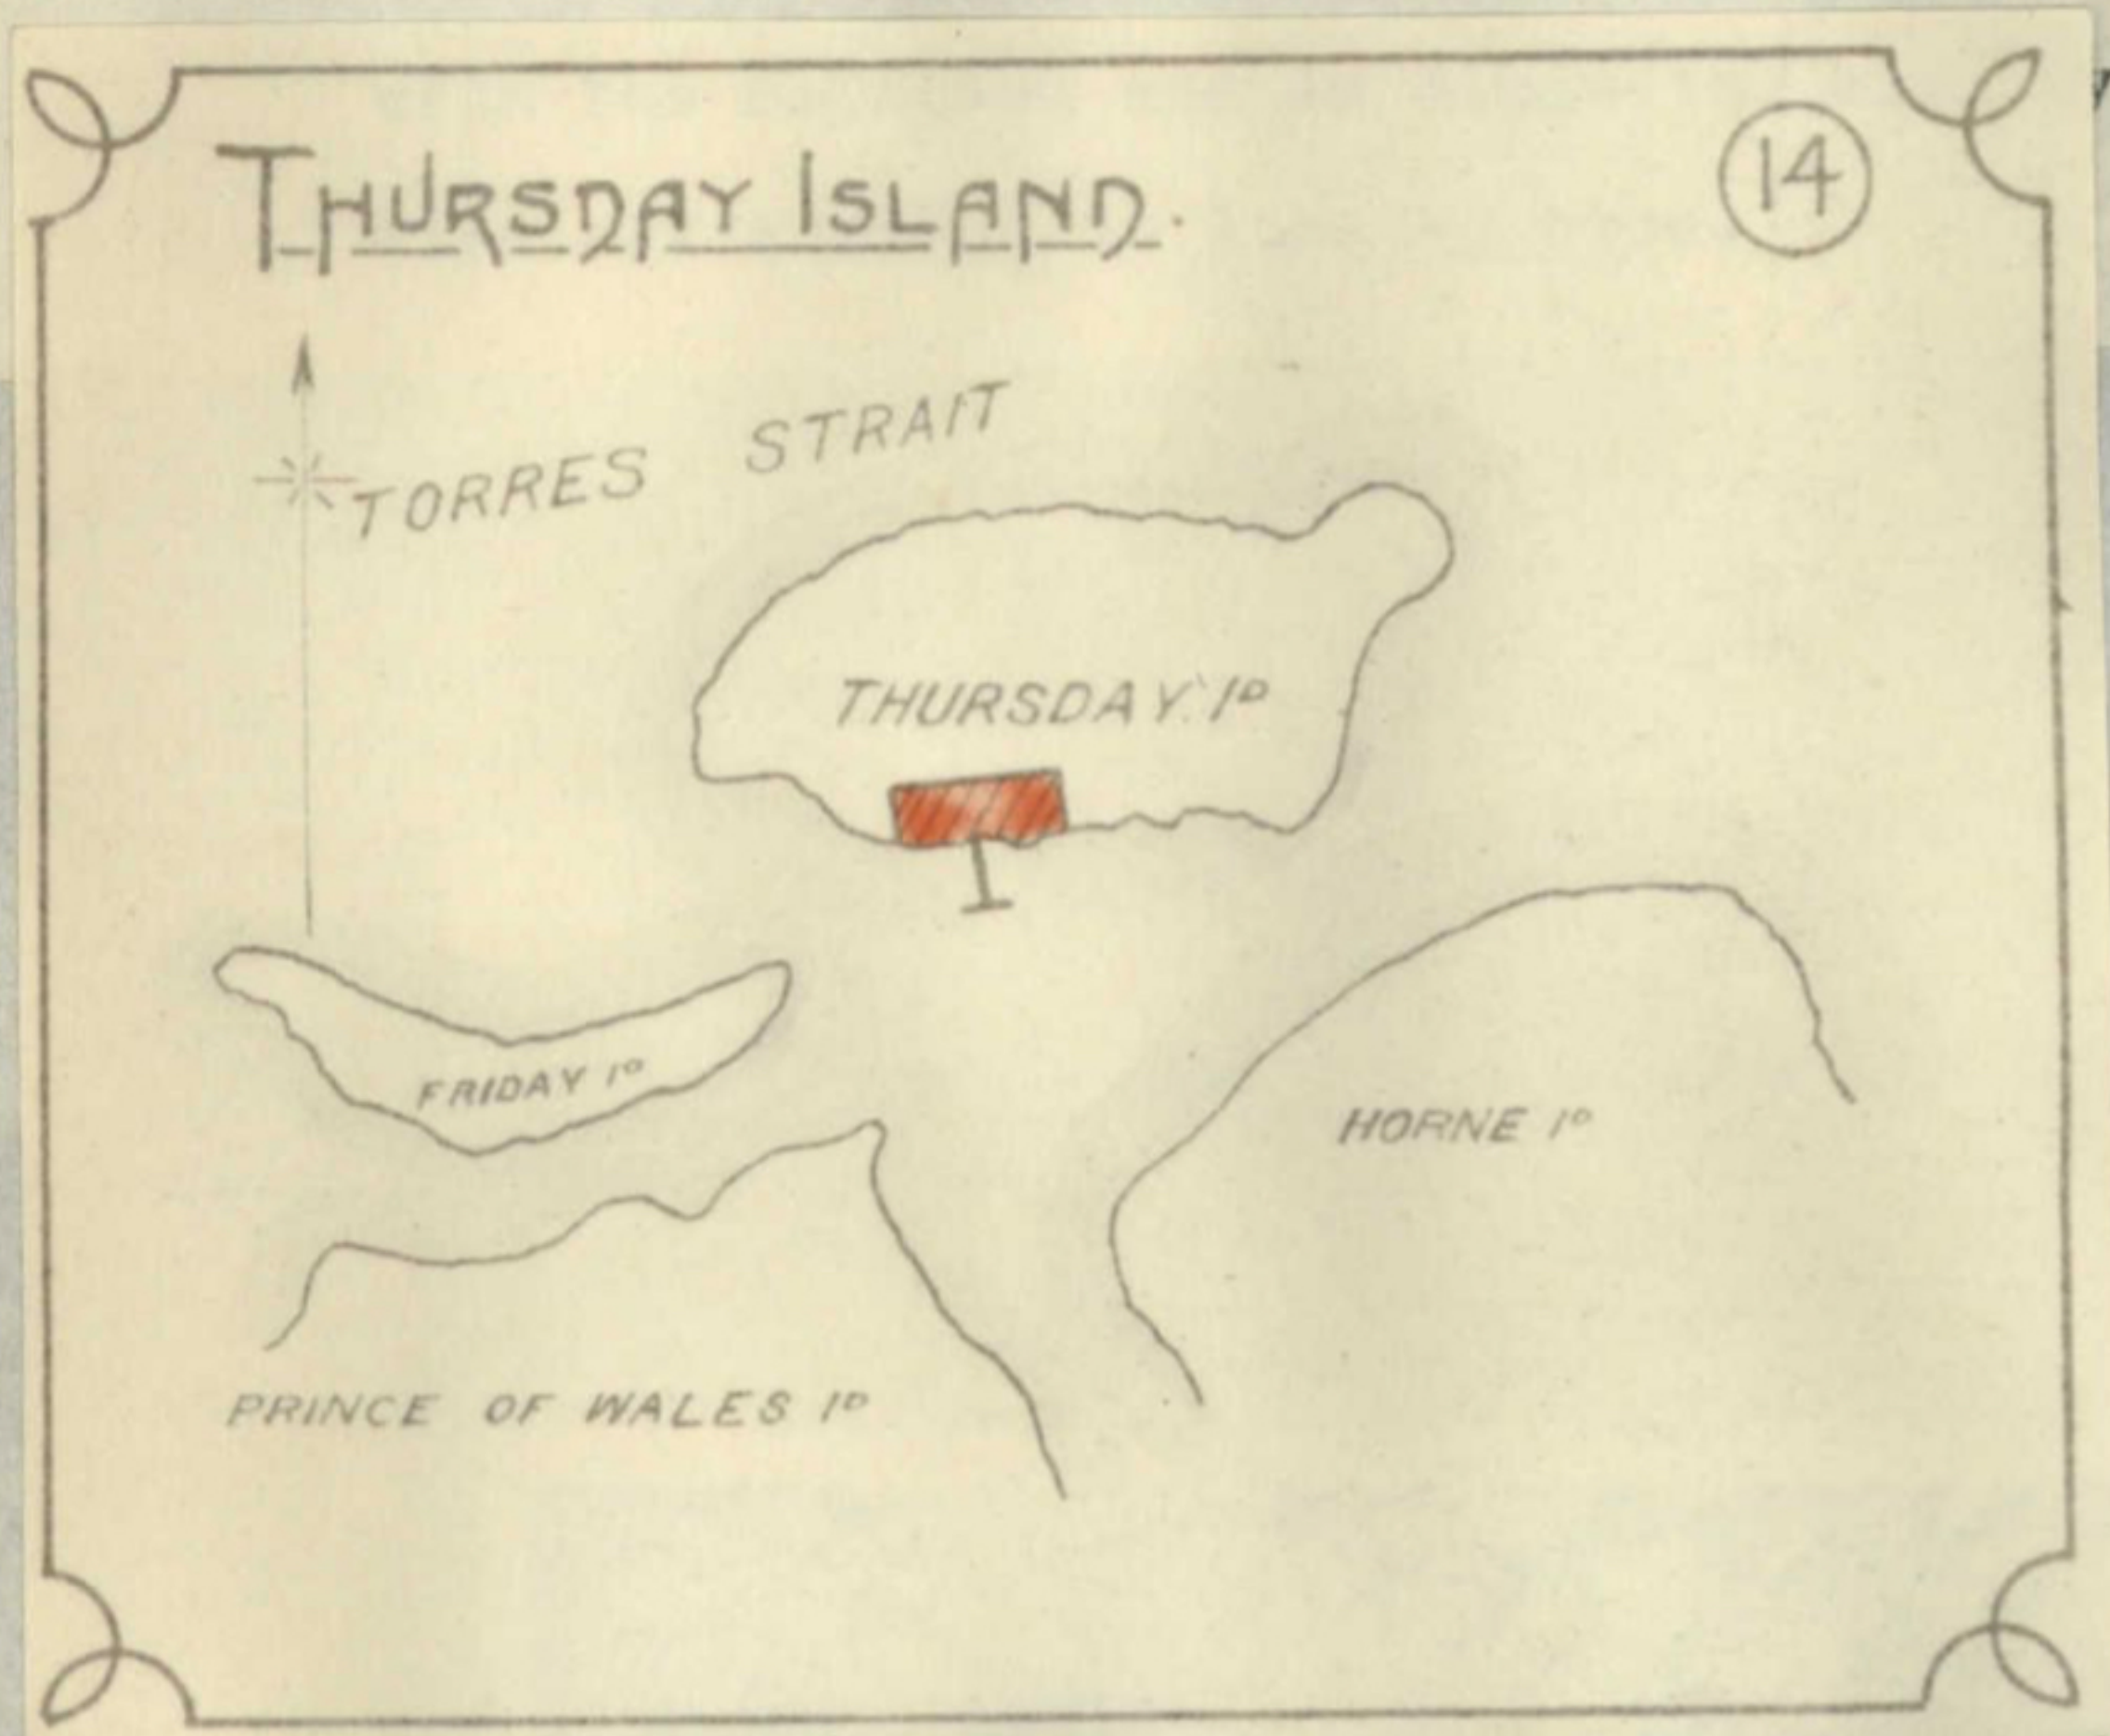 THURSDAY ISLAND.
14
TORRES STRAIT
THURSDAY Iᴰ
FRIDAY Iᴰ
HORNE Iᴰ
PRINCE OF WALES Iᴰ